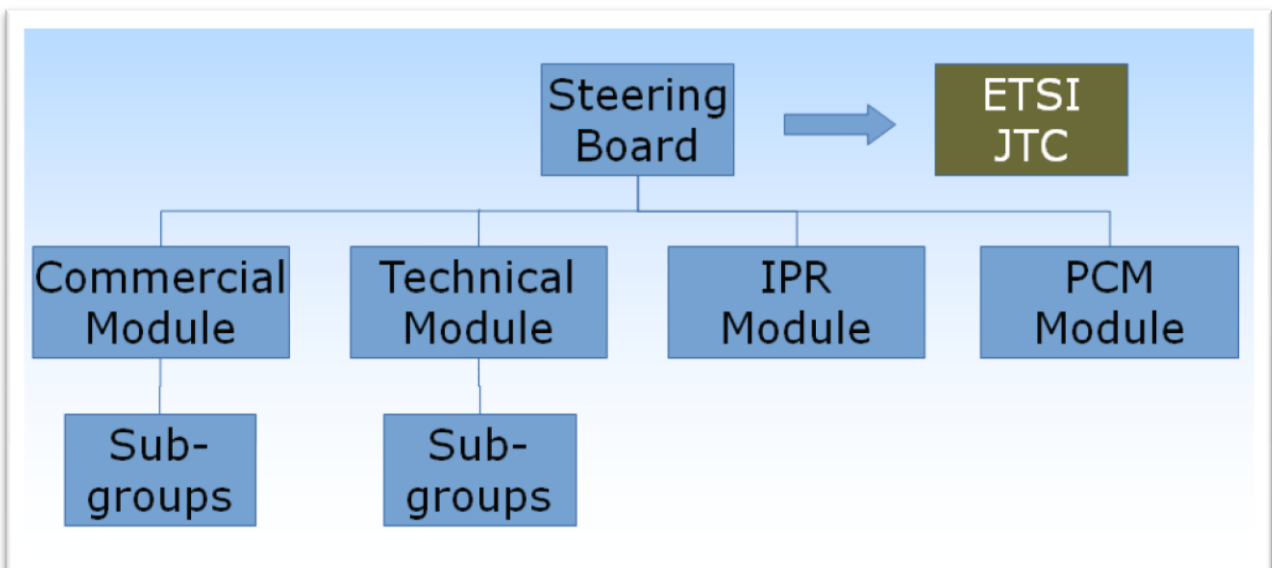 Steering
Board
ETSI
JTC
Commercial
Module
Technical
Module
IPR
Module
PCM
Module
Sub-
groups
Sub-
groups